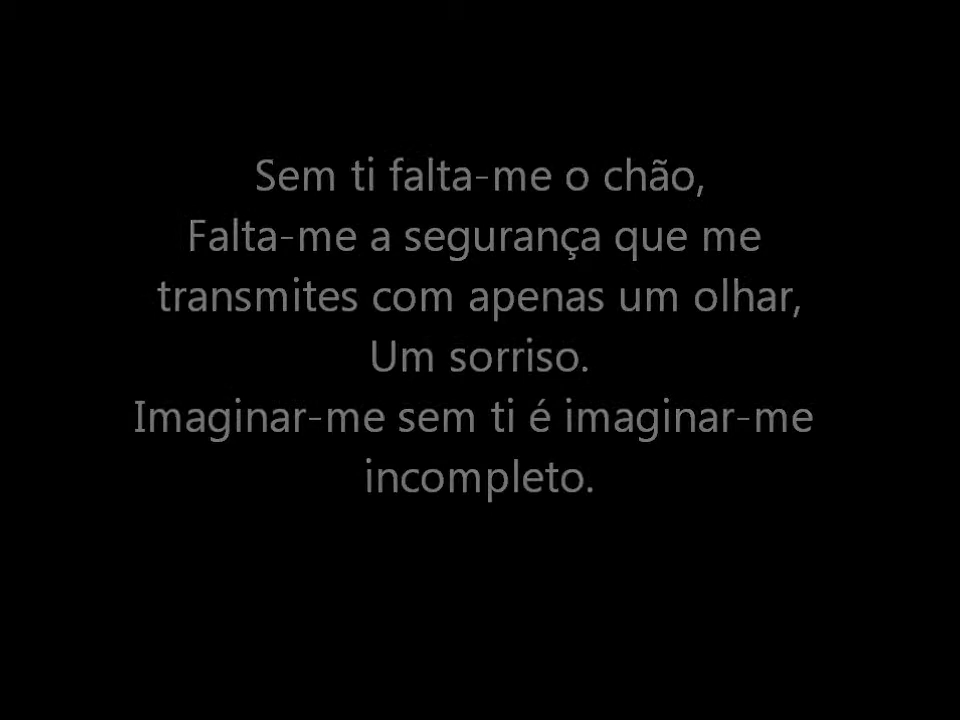 Sem ti falta-me o chão,
Falta-me a segurança que me
transmites com apenas um olhar,
Um sorriso.
Imaginar-me sem ti é imaginar-me
incompleto.